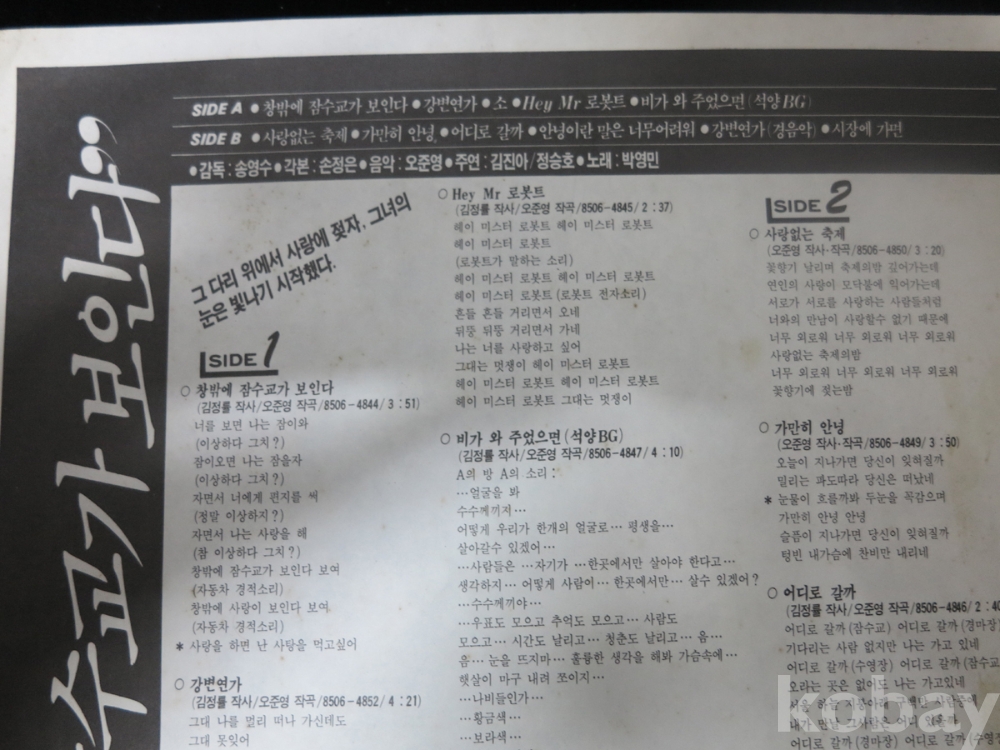 수교가 보인다"
SIDE A ● 창밖에 잠수교가 보인다 ● 강변연가 ● 소 ● Hey Mr 로봇트 ● 비가 와 주었으면 (석양BG)
SIDE B ● 사랑없는 축제 ● 가만히 안녕 ● 어디로 갈까 ● 안녕이란 말은 너무어려워 ● 강변연가 (경음악) ● 시장에 가면
● 감독 : 송영수 ● 각본 : 손정은 ● 음악 : 오준영 ● 주연 : 김진아/정승호 ● 노래 : 박영민
그 다리 위에서 사랑에 젖자, 그녀의
눈은 빛나기 시작했다.
SIDE 1
○ 창밖에 잠수교가 보인다
(김정률 작사/오준영 작곡/8506-4844/3 : 51)
너를 보면 나는 잠이와
(이상하다 그치?)
잠이오면 나는 잠을자
(이상하다 그치?)
자면서 너에게 편지를 써
(정말 이상하지?)
자면서 나는 사랑을 해
(참 이상하다 그치?)
창밖에 잠수교가 보인다 보여
(자동차 경적소리)
창밖에 사랑이 보인다 보여
(자동차 경적소리)
* 사랑을 하면 난 사탕을 먹고싶어
○ 강변연가
(김정률 작사/오준영 작곡/8506-4852/4 : 21)
그대 나를 멀리 떠나 가신데도
그대 못잊어
○ Hey Mr 로봇트
(김정률 작사/오준영 작곡/8506-4845/2 : 37)
헤이 미스터 로봇트 헤이 미스터 로봇트
헤이 미스터 로봇트
(로봇트가 말하는 소리)
헤이 미스터 로봇트 헤이 미스터 로봇트
헤이 미스터 로봇트 (로봇트 전자소리)
흔들 흔들 거리면서 오네
뒤뚱 뒤뚱 거리면서 가네
나는 너를 사랑하고 싶어
그대는 멋쟁이 헤이 미스터 로봇트
헤이 미스터 로봇트 헤이 미스터 로봇트
헤이 미스터 로봇트 그대는 멋쟁이
○ 비가 와 주었으면 (석양BG)
(김정률 작사/오준영 작곡/8506-4847/4 : 10)
A의 방 A의 소리 :
…얼굴을 봐
수수께끼지…
어떻게 우리가 한개의 얼굴로… 평생을…
살아갈수 있겠어…
…사람들은 …자기가 …한곳에서만 살아야 한다고…
생각하지… 어떻게 사람이… 한곳에서만… 살수 있겠어?
…수수께끼야…
…우표도 모으고 추억도 모으고… 사람도
모으고… 시간도 날리고… 청춘도 날리고… 음…
음… 눈을 뜨지마… 훌륭한 생각을 해봐 가슴속에…
햇살이 마구 내려 쪼이지…
…나비들인가…
…황금색…
…보라색…
SIDE 2
○ 사랑없는 축제
(오준영 작사·작곡/8506-4850/3 : 20)
꽃향기 날리며 축제의밤 깊어가는데
연인의 사랑이 모닥불에 익어가는데
서로가 서로를 사랑하는 사람들처럼
너와의 만남이 사랑할수 없기 때문에
너무 외로워 너무 외로워 너무 외로워
사랑없는 축제의밤
너무 외로워 너무 외로워 너무 외로워
꽃향기에 젖는밤
○ 가만히 안녕
(오준영 작사·작곡/8506-4849/3 : 50)
오늘이 지나가면 당신이 잊혀질까
밀리는 파도따라 당신은 떠났네
* 눈물이 흐를까봐 두눈을 꼭감으며
가만히 안녕 안녕
슬픔이 지나가면 당신이 잊혀질까
텅빈 내가슴에 찬비만 내리네
○ 어디로 갈까
(김정률 작사/오준영 작곡/8506-4846/2 : 40
어디로 갈까 (잠수교) 어디로 갈까 (경마장)
기다리는 사람 없지만 나는 가고 있네
어디로 갈까 (수영장) 어디로 갈까 (잠수교
오라는 곳은 없어도 나는 가고있네
어디로 갈까 (경마장) 어디로 갈까 (수영
kobay